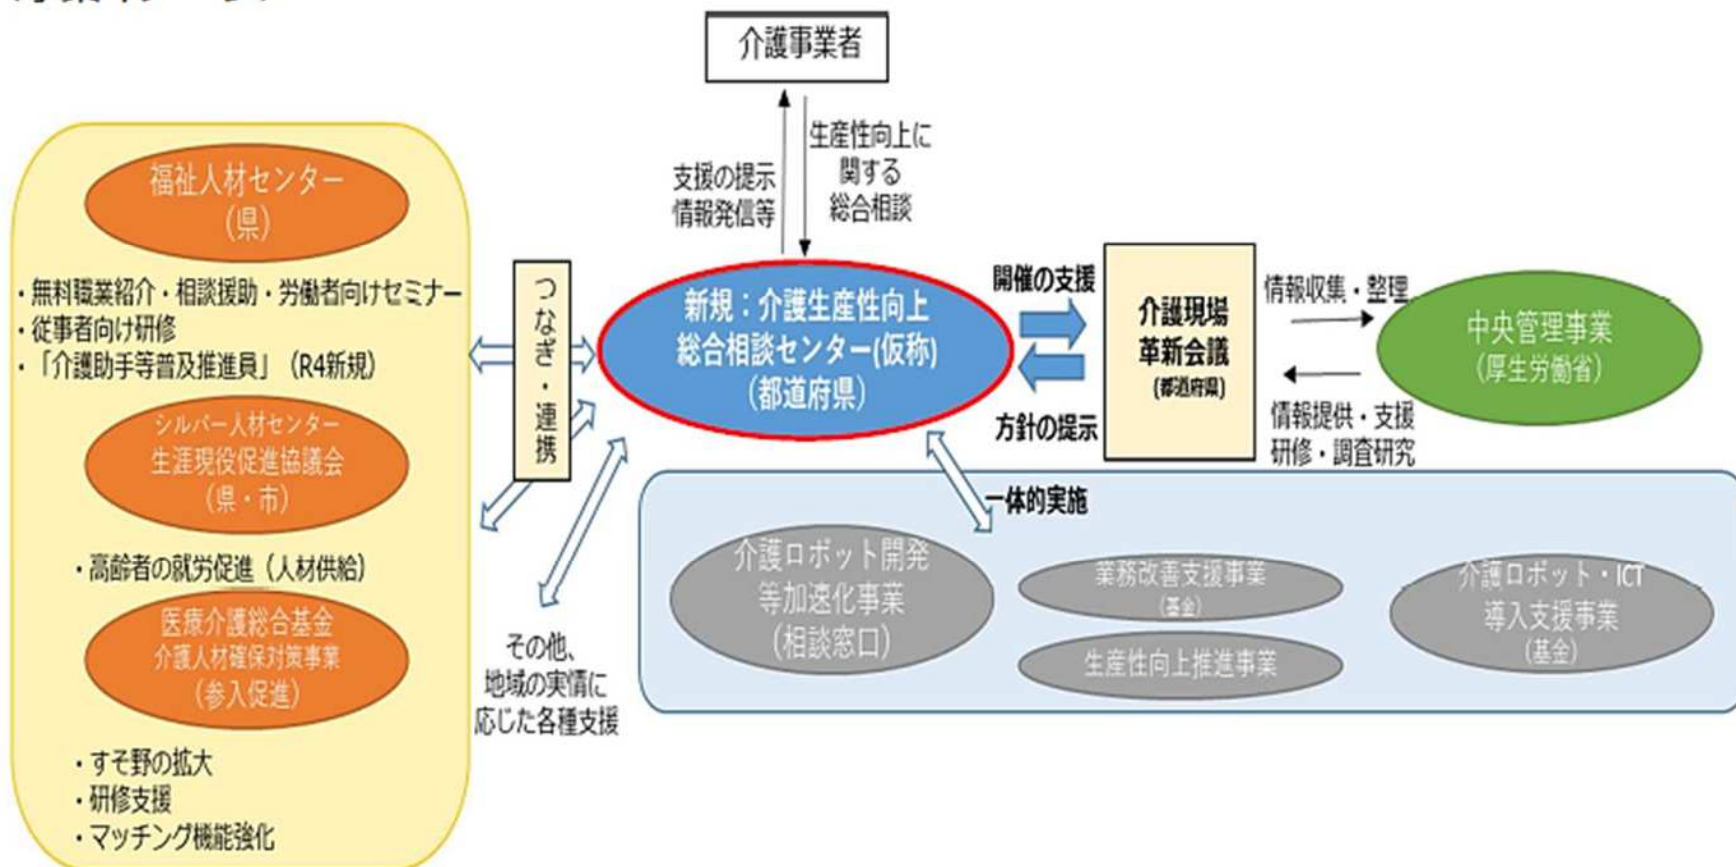 介護事業者
支援の提示
情報発信等
生産性向上に
関する
総合相談
福祉人材センター
(県)
・無料職業紹介・相談援助・労働者向けセミナー
・従事者向け研修
・「介護助手等普及推進員」（R4新規）
シルバー人材センター
生涯現役促進協議会
（県・市）
・高齢者の就労促進（人材供給）
医療介護総合基金
介護人材確保対策事業
（参入促進）
・すそ野の拡大
・研修支援
・マッチング機能強化
つなぎ・連携
新規：介護生産性向上
総合相談センター(仮称)
（都道府県）
開催の支援
方針の提示
介護現場
革新会議
(都道府県)
情報収集・整理
情報提供・支援
研修・調査研究
中央管理事業
（厚生労働省）
一体的実施
介護ロボット開発
等加速化事業
（相談窓口）
業務改善支援事業
(基金)
生産性向上推進事業
介護ロボット・ICT
導入支援事業
(基金)
その他、
地域の実情に
応じた各種支援